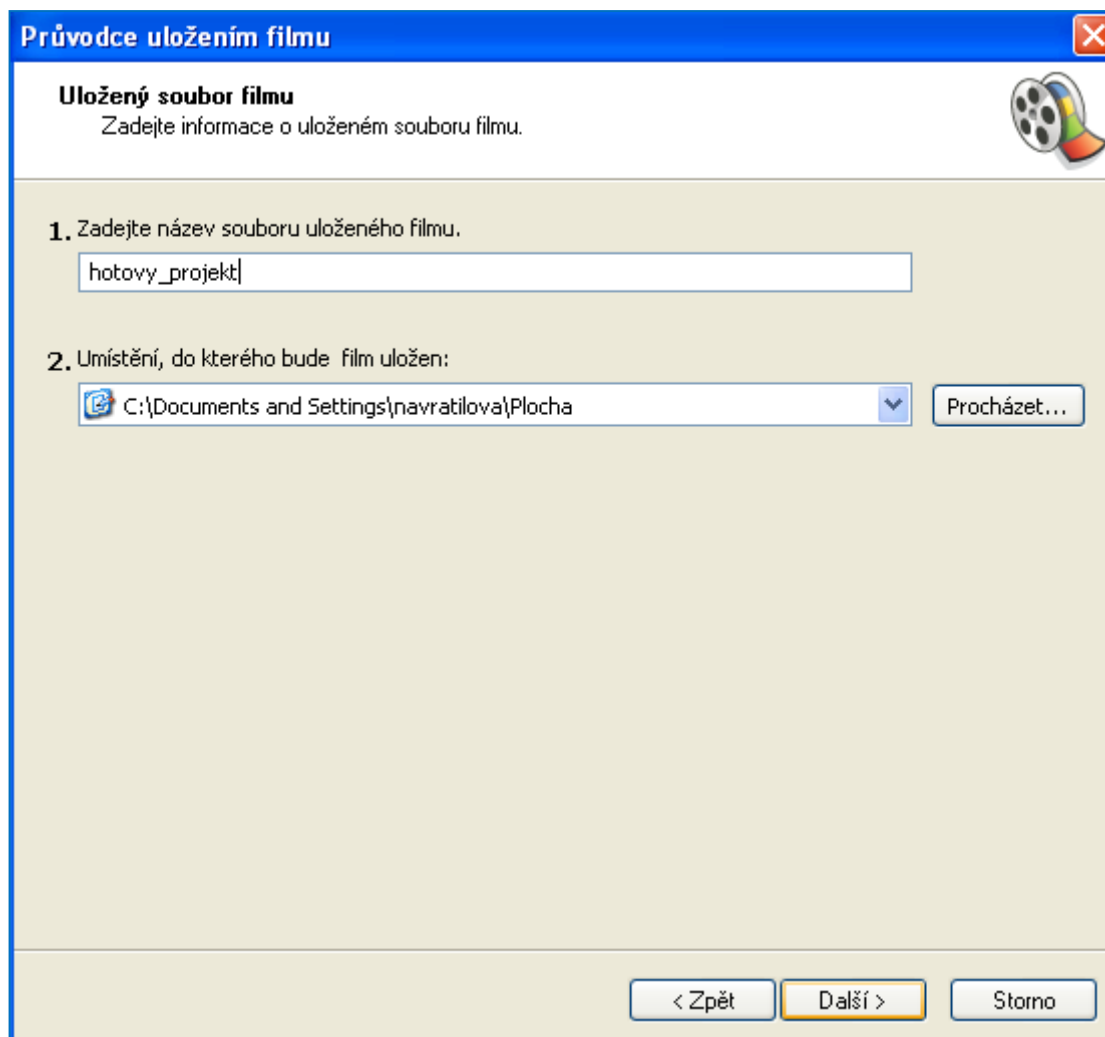 Průvodce uložením filmu
Uložený soubor filmu
Zadejte informace o uloženém souboru filmu.
1. Zadejte název souboru uloženého filmu.
hotovy_projekt
2. Umístění, do kterého bude  film uložen:
C:\Documents and Settings\navratilova\Plocha
Procházet...
< Zpět
Další >
Storno